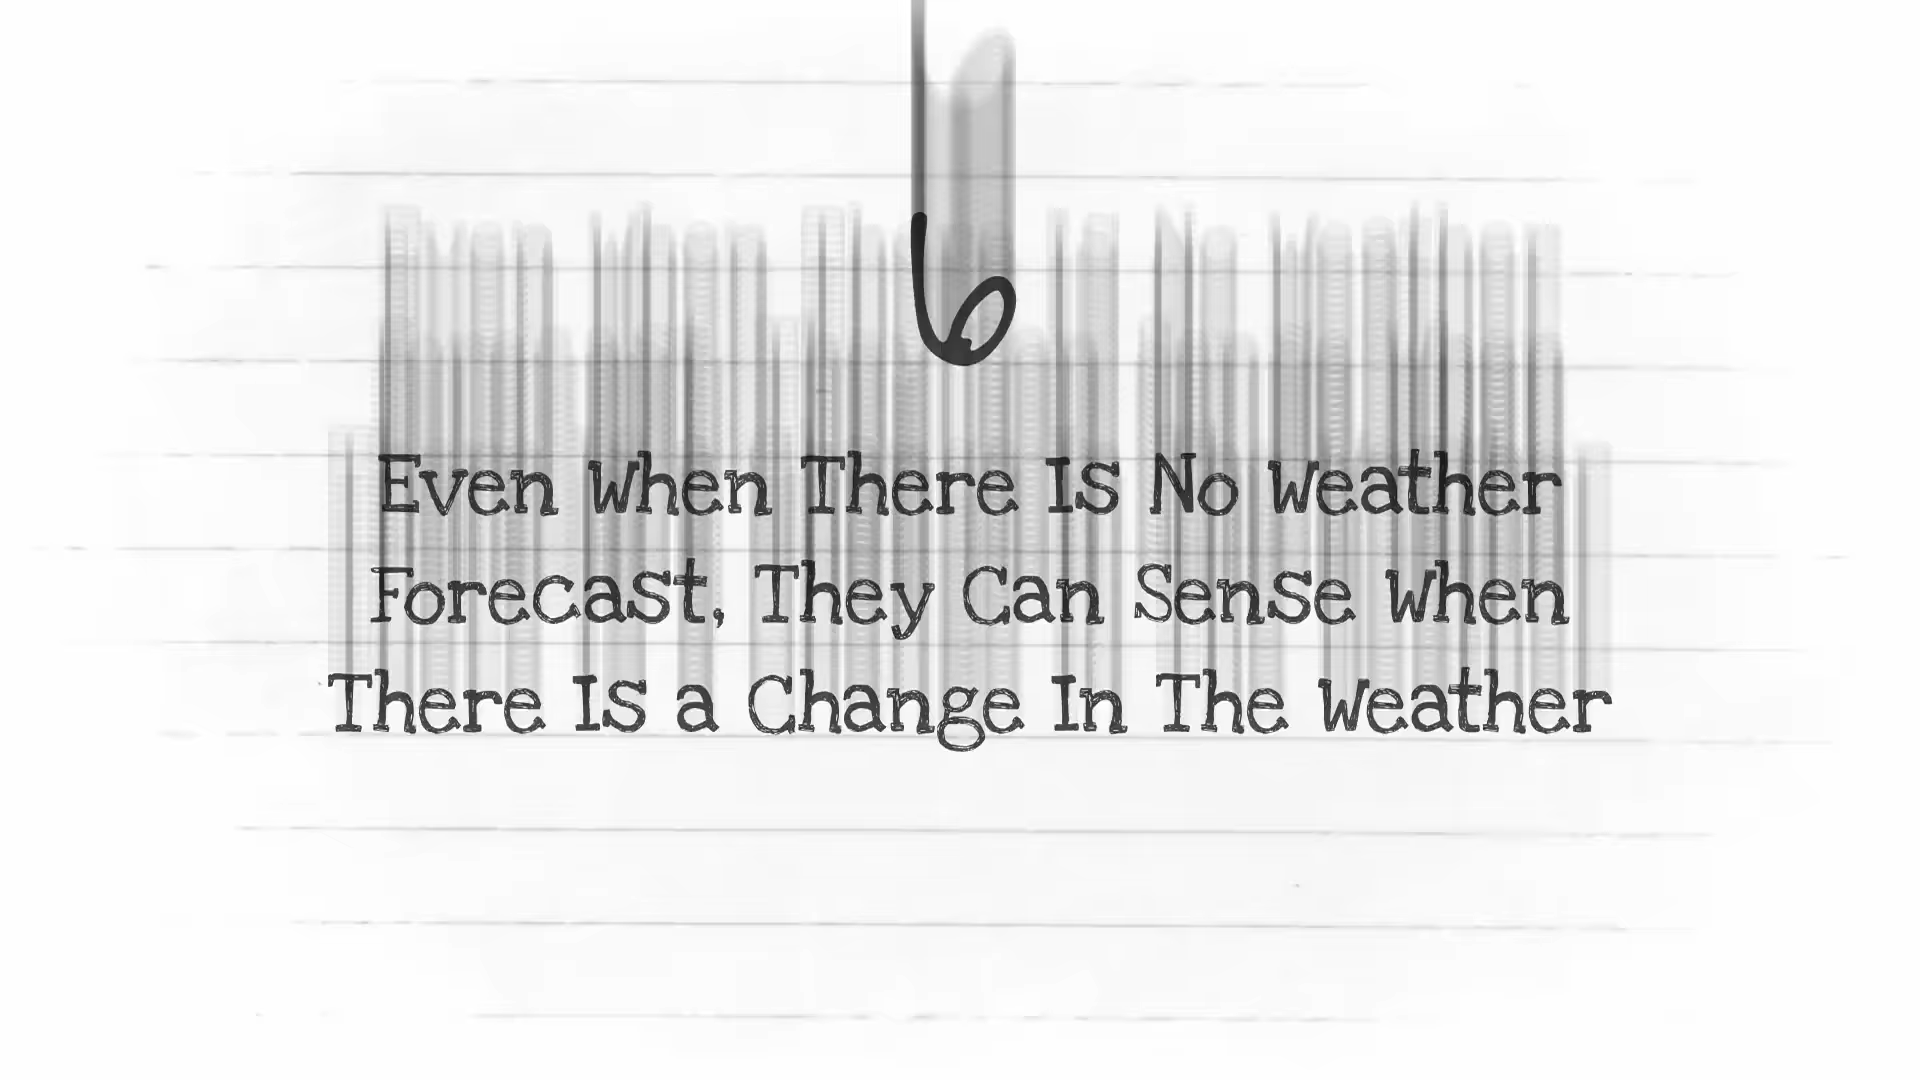 6
Even When There Is No Weather
Forecast, They Can Sense When
There Is a Change In The Weather